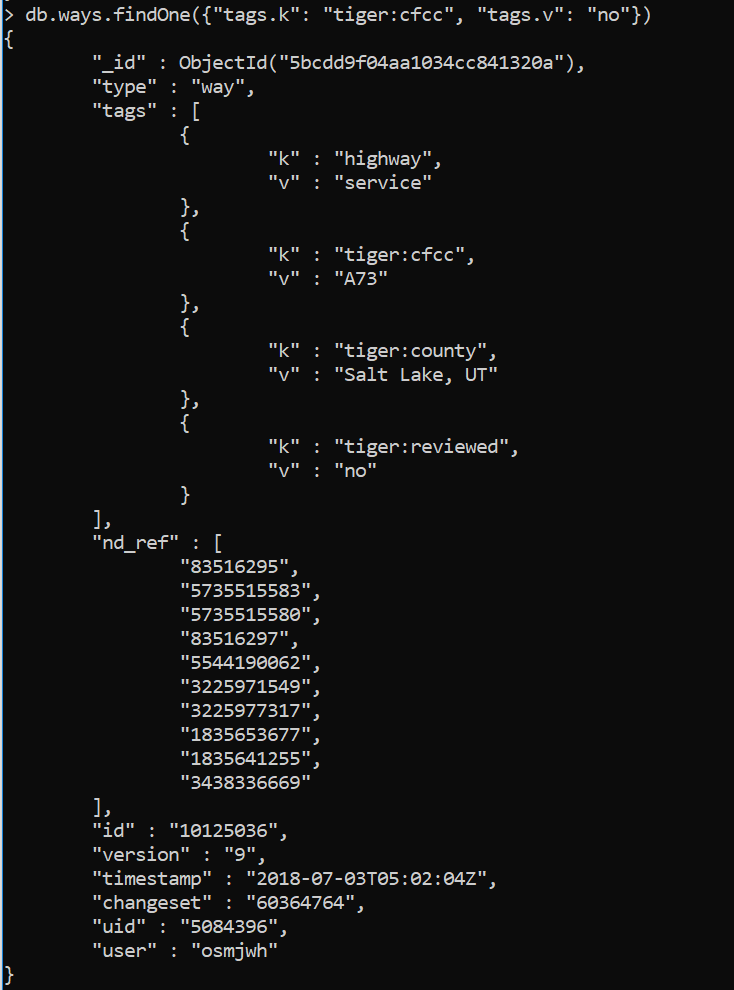 > db.ways.findOne({"tags.k": "tiger:cfcc", "tags.v": "no"})
{
        "_id" : ObjectId("5bcdd9f04aa1034cc841320a"),
        "type" : "way",
        "tags" : [
                {
                        "k" : "highway",
                        "v" : "service"
                },
                {
                        "k" : "tiger:cfcc",
                        "v" : "A73"
                },
                {
                        "k" : "tiger:county",
                        "v" : "Salt Lake, UT"
                },
                {
                        "k" : "tiger:reviewed",
                        "v" : "no"
                }
        ],
        "nd_ref" : [
                "83516295",
                "5735515583",
                "5735515580",
                "83516297",
                "5544190062",
                "3225971549",
                "3225977317",
                "1835653677",
                "1835641255",
                "3438336669"
        ],
        "id" : "10125036",
        "version" : "9",
        "timestamp" : "2018-07-03T05:02:04Z",
        "changeset" : "60364764",
        "uid" : "5084396",
        "user" : "osmjwh"
}